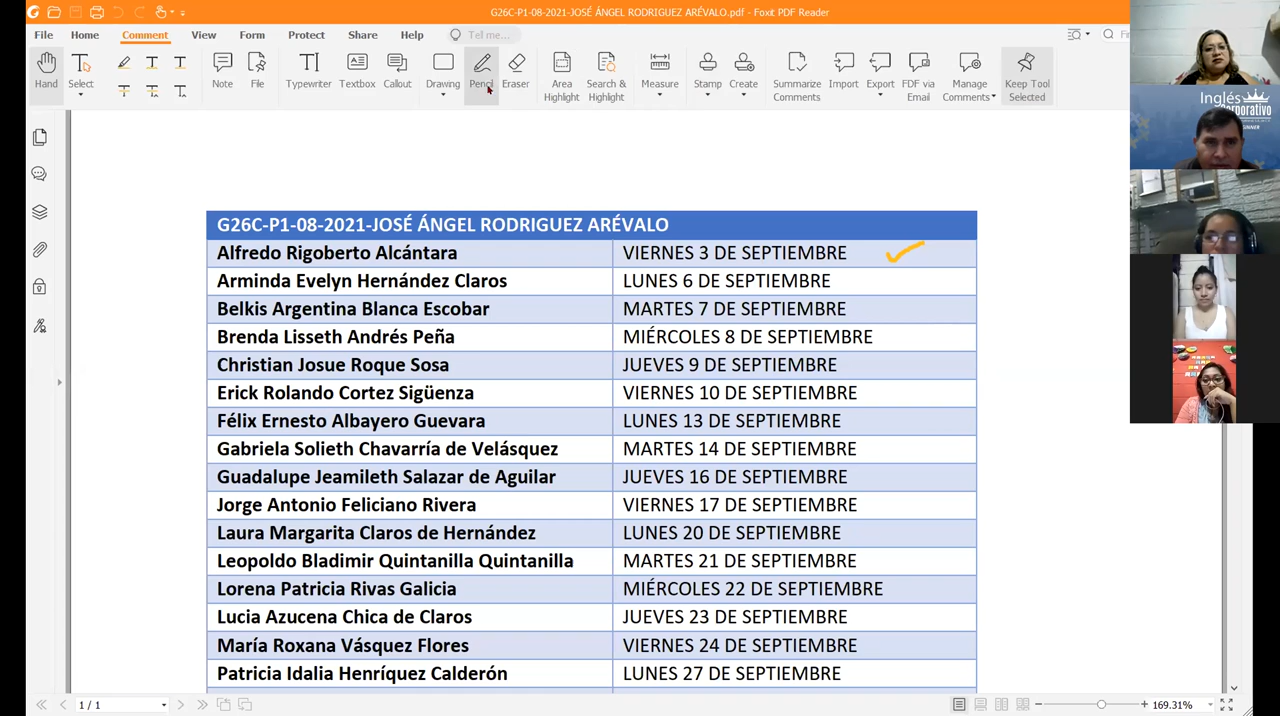 G26C-P1-08-2021-JOSÉ ÁNGEL RODRIGUEZ ARÉVALO.pdf - Foxit PDF Reader
File Home Comment View Form Protect Share Help Tell me...
Hand Select Note File Typewriter Textbox Callout Drawing Pencil Eraser Area Highlight Search & Highlight Measure Stamp Create Summarize Comments Import Export FDF via Email Manage Comments Keep Tool Selected
Inglés
Corporativo
G26C-P1-08-2021-JOSÉ ÁNGEL RODRIGUEZ ARÉVALO
Alfredo Rigoberto Alcántara VIERNES 3 DE SEPTIEMBRE
Arminda Evelyn Hernández Claros LUNES 6 DE SEPTIEMBRE
Belkis Argentina Blanca Escobar MARTES 7 DE SEPTIEMBRE
Brenda Lisseth Andrés Peña MIÉRCOLES 8 DE SEPTIEMBRE
Christian Josue Roque Sosa JUEVES 9 DE SEPTIEMBRE
Erick Rolando Cortez Sigüenza VIERNES 10 DE SEPTIEMBRE
Félix Ernesto Albayero Guevara LUNES 13 DE SEPTIEMBRE
Gabriela Solieth Chavarría de Velásquez MARTES 14 DE SEPTIEMBRE
Guadalupe Jeamileth Salazar de Aguilar JUEVES 16 DE SEPTIEMBRE
Jorge Antonio Feliciano Rivera VIERNES 17 DE SEPTIEMBRE
Laura Margarita Claros de Hernández LUNES 20 DE SEPTIEMBRE
Leopoldo Bladimir Quintanilla Quintanilla MARTES 21 DE SEPTIEMBRE
Lorena Patricia Rivas Galicia MIÉRCOLES 22 DE SEPTIEMBRE
Lucia Azucena Chica de Claros JUEVES 23 DE SEPTIEMBRE
María Roxana Vásquez Flores VIERNES 24 DE SEPTIEMBRE
Patricia Idalia Henríquez Calderón LUNES 27 DE SEPTIEMBRE
1 / 1 169.31%